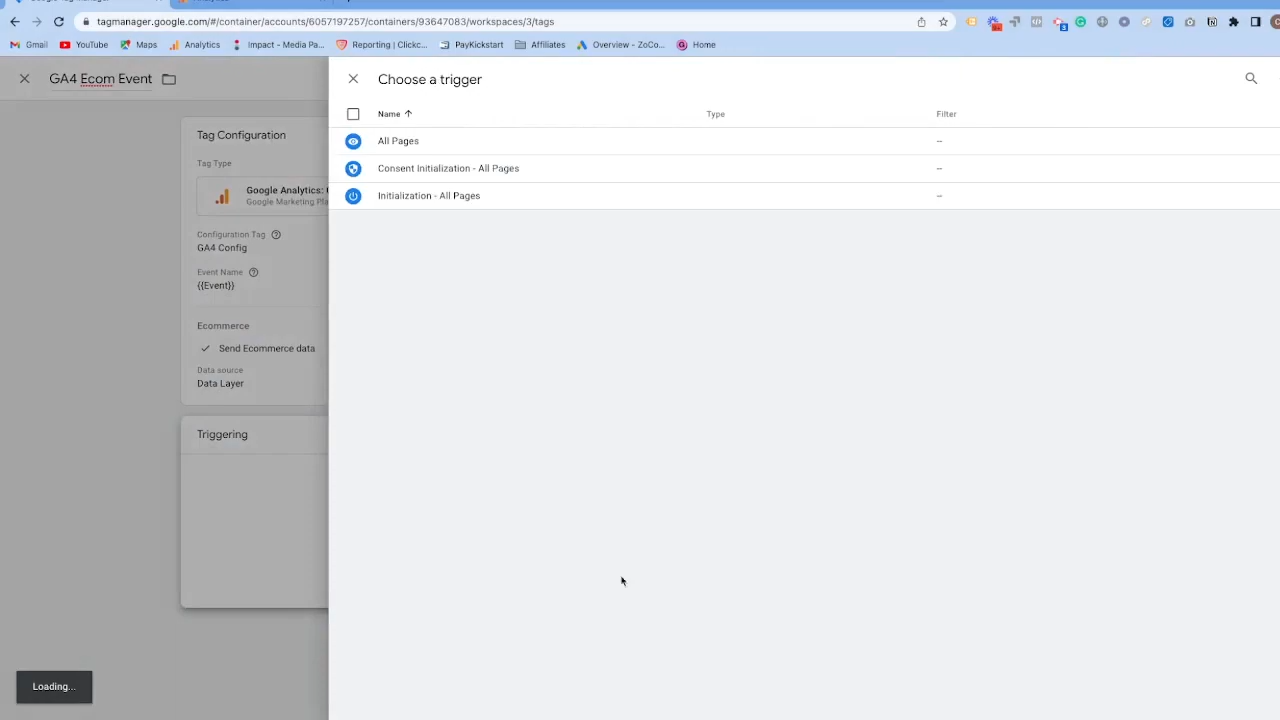 tagmanager.google.com/#/container/accounts/6057197257/containers/93647083/workspaces/3/tags
Gmail YouTube Maps Analytics Impact - Media Pa... Reporting | Clickc... PayKickstart Affiliates Overview - ZoCo... Home
GA4 Ecom Event
Choose a trigger
Name Type Filter
All Pages --
Consent Initialization - All Pages --
Initialization - All Pages --
Tag Configuration
Tag Type
Google Analytics:
Google Marketing Pla
Configuration Tag
GA4 Config
Event Name
{{Event}}
Ecommerce
Send Ecommerce data
Data source
Data Layer
Triggering
Loading...